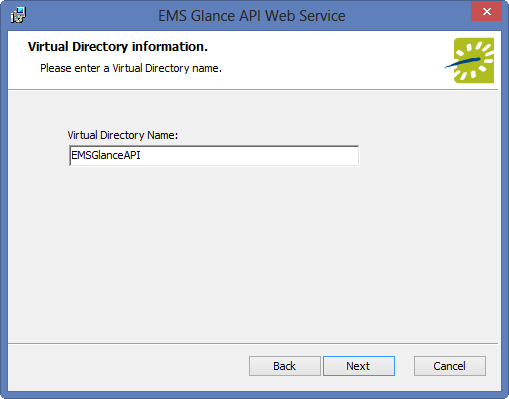 EMS Glance API Web Service
Virtual Directory information.
Please enter a Virtual Directory name.
Virtual Directory Name:
EMSGlanceAPI
Back
Next
Cancel